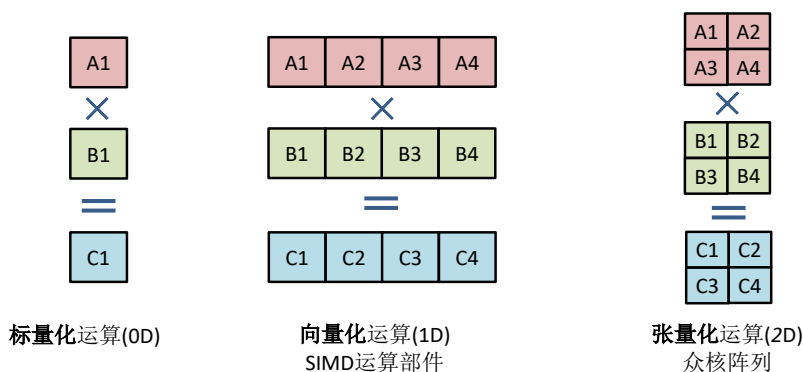 A1
×
B1
=
C1
标量化运算(0D)
A1 A2 A3 A4
×
B1 B2 B3 B4
=
C1 C2 C3 C4
向量化运算(1D)
SIMD运算部件
A1 A2
A3 A4
×
B1 B2
B3 B4
=
C1 C2
C3 C4
张量化运算(2D)
众核阵列